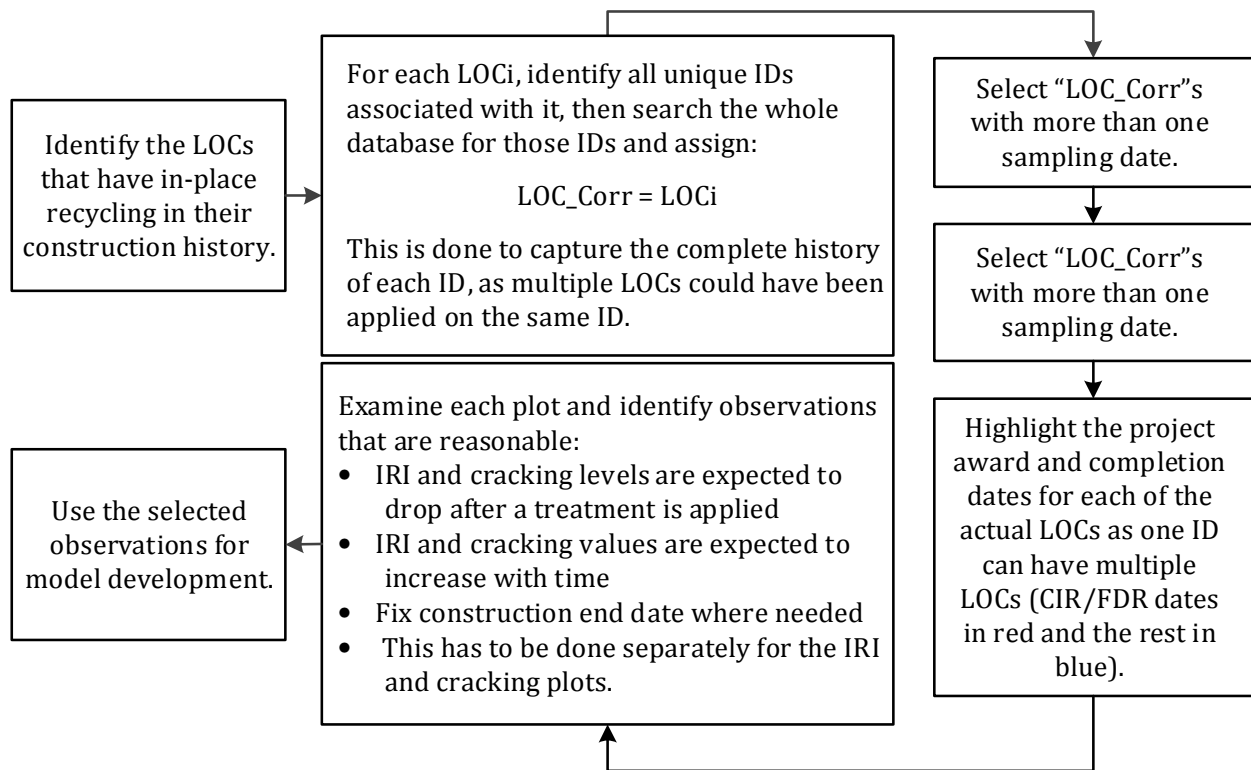 Identify the LOCs
that have in-place
recycling in their
construction history.
For each LOCi, identify all unique IDs
associated with it, then search the whole
database for those IDs and assign:
LOC_Corr = LOCi
This is done to capture the complete history
of each ID, as multiple LOCs could have been
applied on the same ID.
Select “LOC_Corr”s
with more than one
sampling date.
Select “LOC_Corr”s
with more than one
sampling date.
Highlight the project
award and completion
dates for each of the
actual LOCs as one ID
can have multiple
LOCs (CIR/FDR dates
in red and the rest in
blue).
Examine each plot and identify observations
that are reasonable:
• IRI and cracking levels are expected to
drop after a treatment is applied
• IRI and cracking values are expected to
increase with time
• Fix construction end date where needed
• This has to be done separately for the IRI
and cracking plots.
Use the selected
observations for
model development.